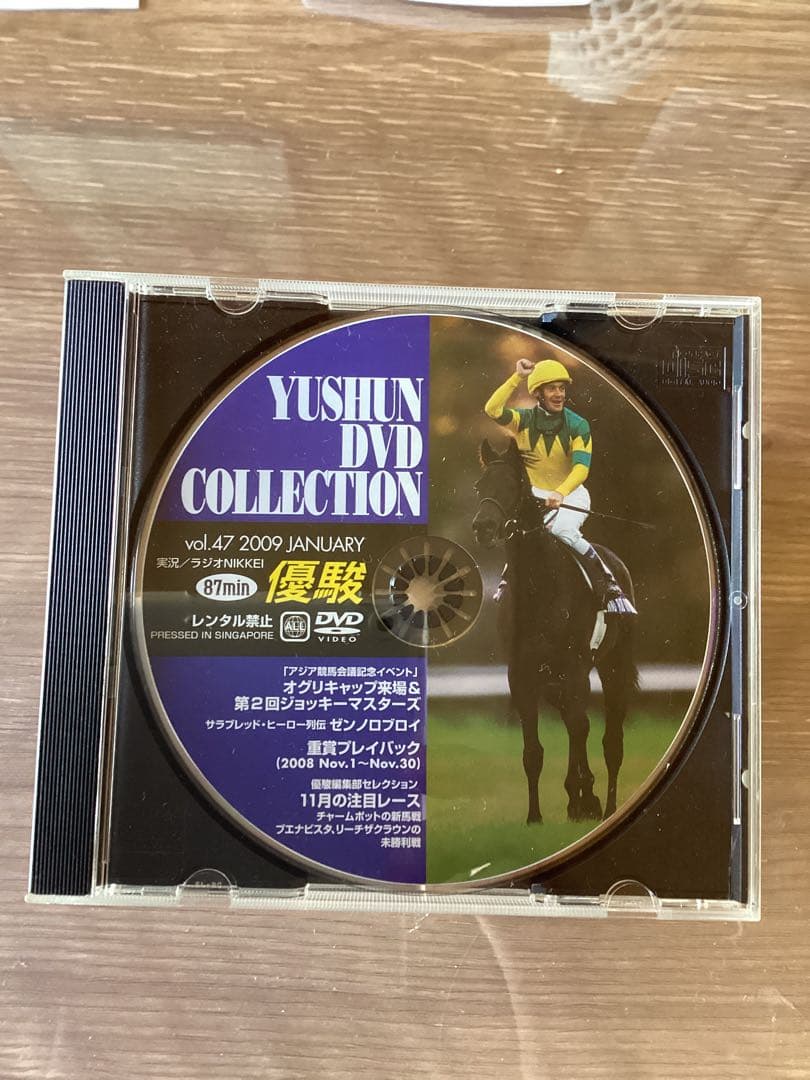 YUSHUN
DVD
COLLECTION
vol.47 2009 JANUARY
実況／ラジオNIKKEI
87min 優駿
レンタル禁止 ALL DVD
PRESSED IN SINGAPORE VIDEO
「アジア競馬会議記念イベント」
オグリキャップ来場&
第2回ジョッキーマスターズ
サラブレッド・ヒーロー列伝 ゼンノロブロイ
重賞プレイバック
(2008 Nov.1～Nov.30)
優駿編集部セレクション
11月の注目レース
チャームポットの新馬戦
ブエナビスタ、リーチザクラウンの
未勝利戦
COMPACT
disc
DIGITAL AUDIO